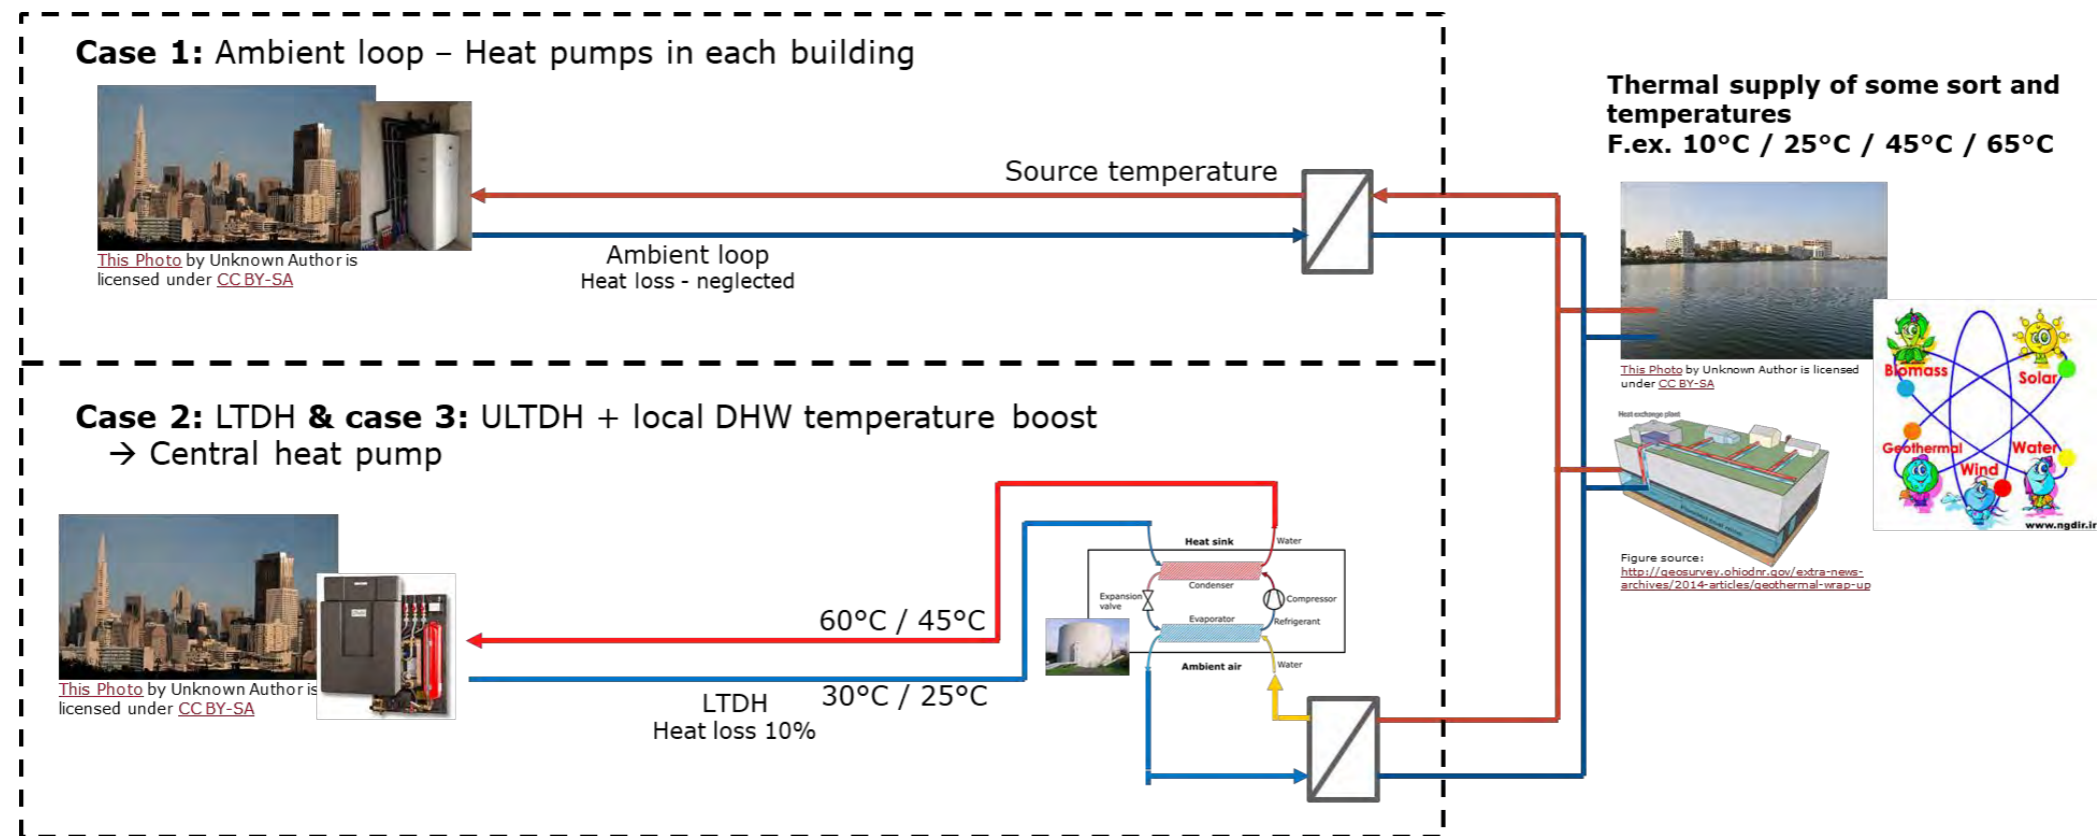 Case 1: Ambient loop – Heat pumps in each building
Source temperature
Ambient loop
Heat loss - neglected
This Photo by Unknown Author is
licensed under CC BY-SA
Thermal supply of some sort and
temperatures
F.ex. 10°C / 25°C / 45°C / 65°C
This Photo by Unknown Author is licensed
under CC BY-SA
Biomass
Solar
Geothermal
Water
Wind
www.ngdir.ir
Heat exchange plant
Figure source:
http://geosurvey.ohiodnr.gov/extra-news-
archives/2014-articles/geothermal-wrap-up
Case 2: LTDH & case 3: ULTDH + local DHW temperature boost
→ Central heat pump
This Photo by Unknown Author is
licensed under CC BY-SA
60°C / 45°C
30°C / 25°C
LTDH
Heat loss 10%
Heat sink
Water
Condenser
Expansion
valve
Compressor
Evaporator
Refrigerant
Ambient air
Water